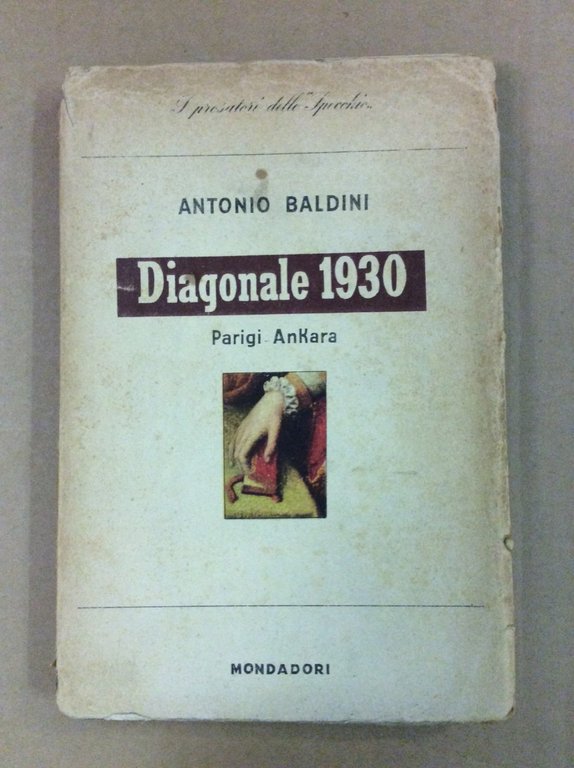 "I prosatori dello Specchio"
ANTONIO BALDINI
Diagonale 1930
Parigi - AnKara
MONDADORI